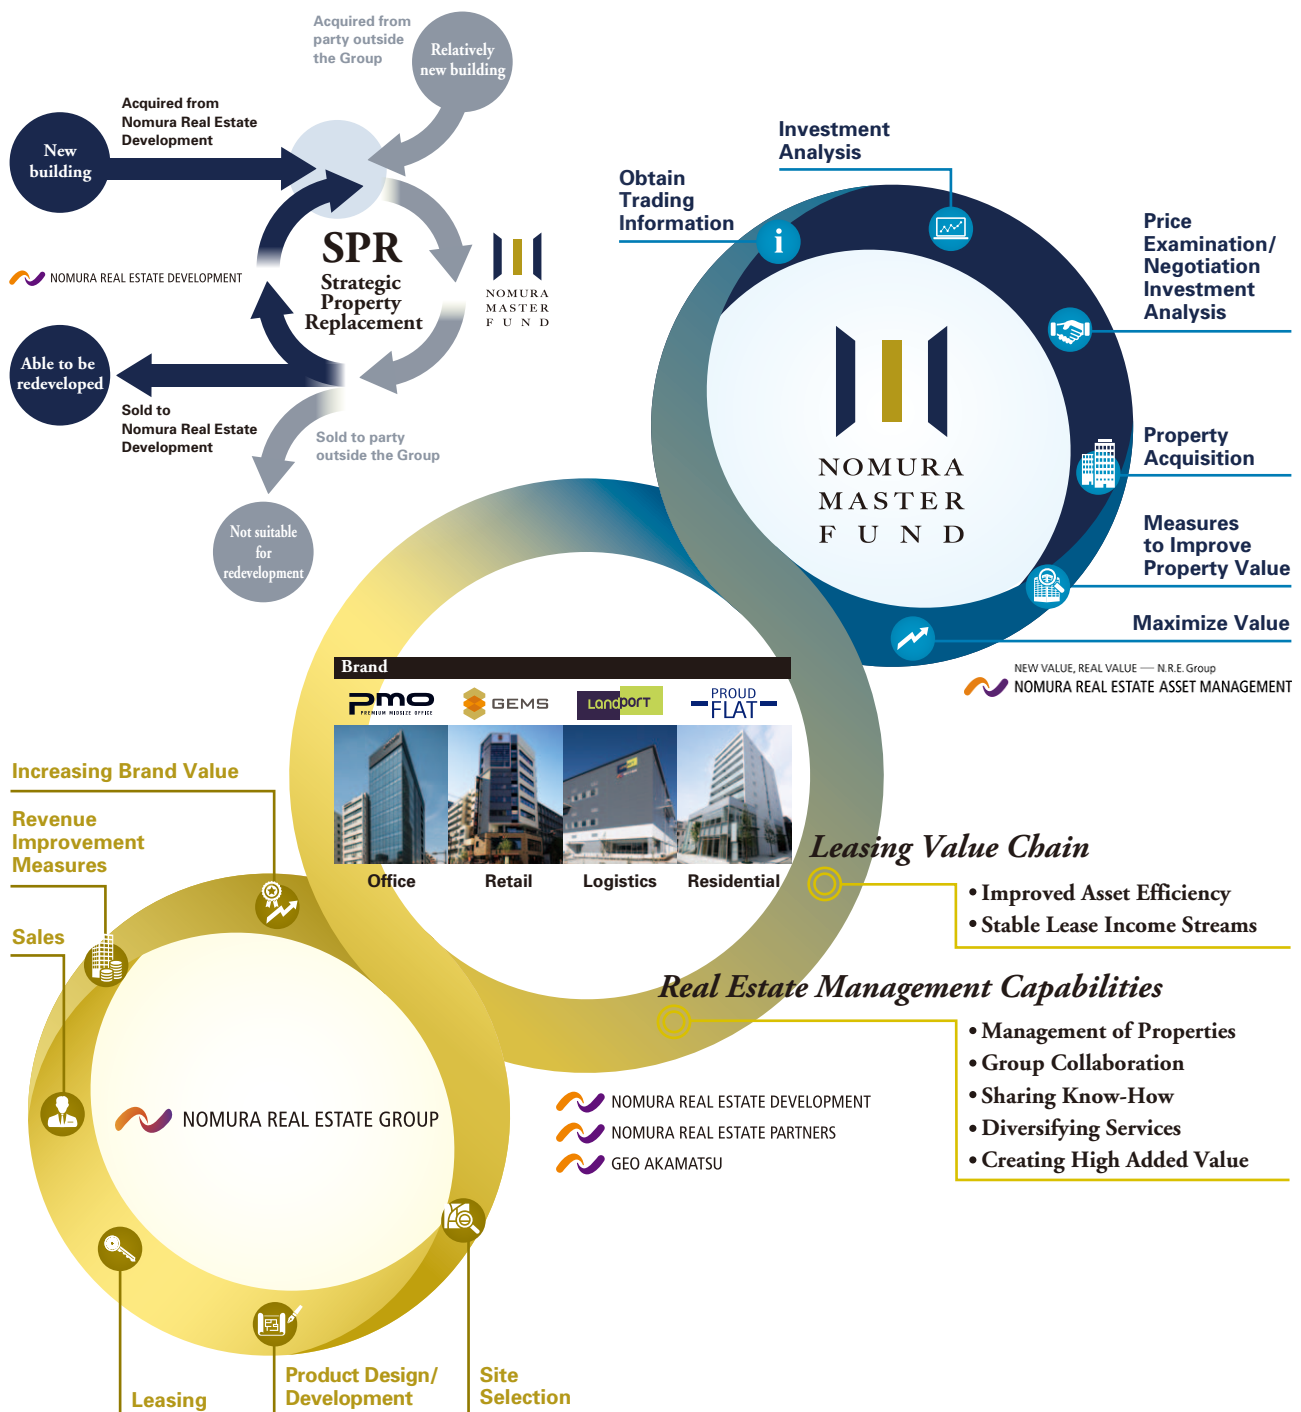 Acquired from
party outside
the Group
Relatively
new building
Acquired from
Nomura Real Estate
Development
New
building
SPR
Strategic
Property
Replacement
NOMURA REAL ESTATE DEVELOPMENT
NOMURA
MASTER
FUND
Able to be
redeveloped
Sold to
Nomura Real Estate
Development
Sold to party
outside the Group
Not suitable
for
redevelopment
Investment
Analysis
Obtain
Trading
Information
i
Price
Examination/
Negotiation
Investment
Analysis
NOMURA
MASTER
FUND
Property
Acquisition
Measures
to Improve
Property Value
Maximize Value
NEW VALUE, REAL VALUE — N.R.E. Group
NOMURA REAL ESTATE ASSET MANAGEMENT
Brand
PMO
PREMIUM MIDSIZE OFFICE
GEMS
Landport
PROUD
FLAT
Office
Retail
Logistics
Residential
Leasing Value Chain
• Improved Asset Efficiency
• Stable Lease Income Streams
Real Estate Management Capabilities
• Management of Properties
• Group Collaboration
• Sharing Know-How
• Diversifying Services
• Creating High Added Value
NOMURA REAL ESTATE DEVELOPMENT
NOMURA REAL ESTATE PARTNERS
GEO AKAMATSU
Increasing Brand Value
Revenue
Improvement
Measures
Sales
NOMURA REAL ESTATE GROUP
Leasing
Product Design/
Development
Site
Selection